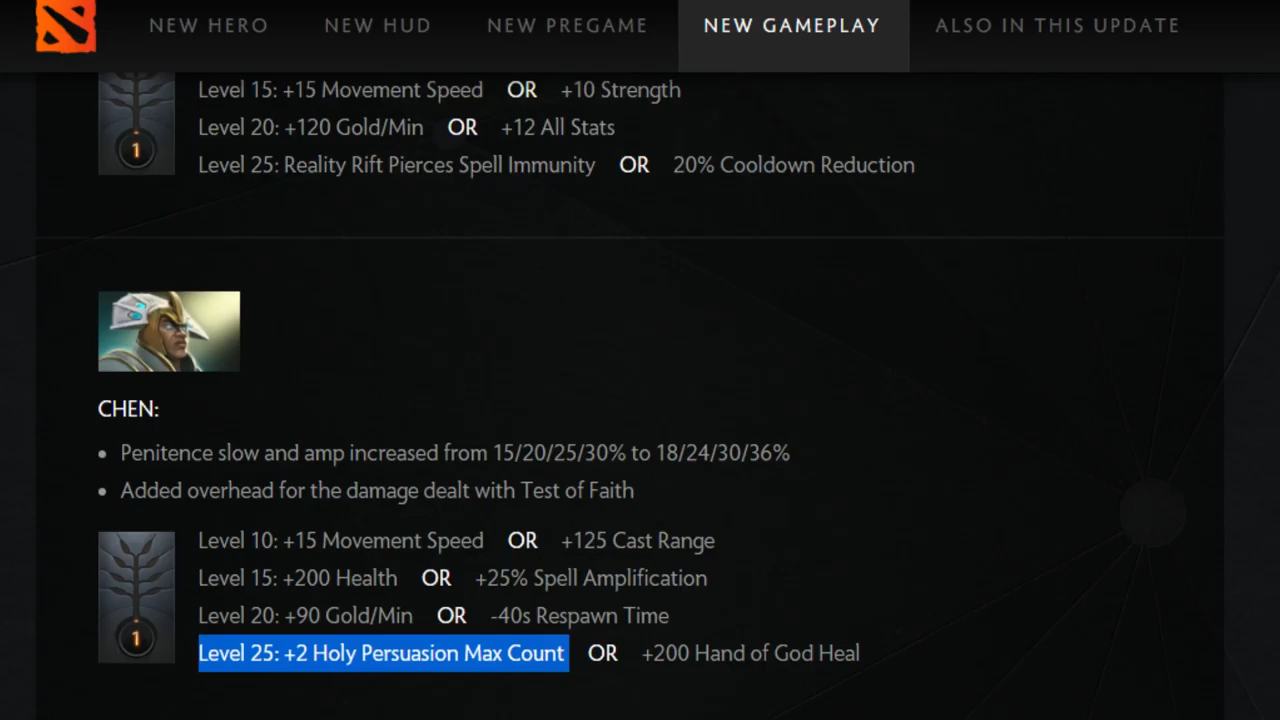 NEW HERO NEW HUD NEW PREGAME NEW GAMEPLAY ALSO IN THIS UPDATE
Level 15: +15 Movement Speed OR +10 Strength
Level 20: +120 Gold/Min OR +12 All Stats
Level 25: Reality Rift Pierces Spell Immunity OR 20% Cooldown Reduction
1
CHEN:
• Penitence slow and amp increased from 15/20/25/30% to 18/24/30/36%
• Added overhead for the damage dealt with Test of Faith
Level 10: +15 Movement Speed OR +125 Cast Range
Level 15: +200 Health OR +25% Spell Amplification
Level 20: +90 Gold/Min OR -40s Respawn Time
1
Level 25: +2 Holy Persuasion Max Count OR +200 Hand of God Heal